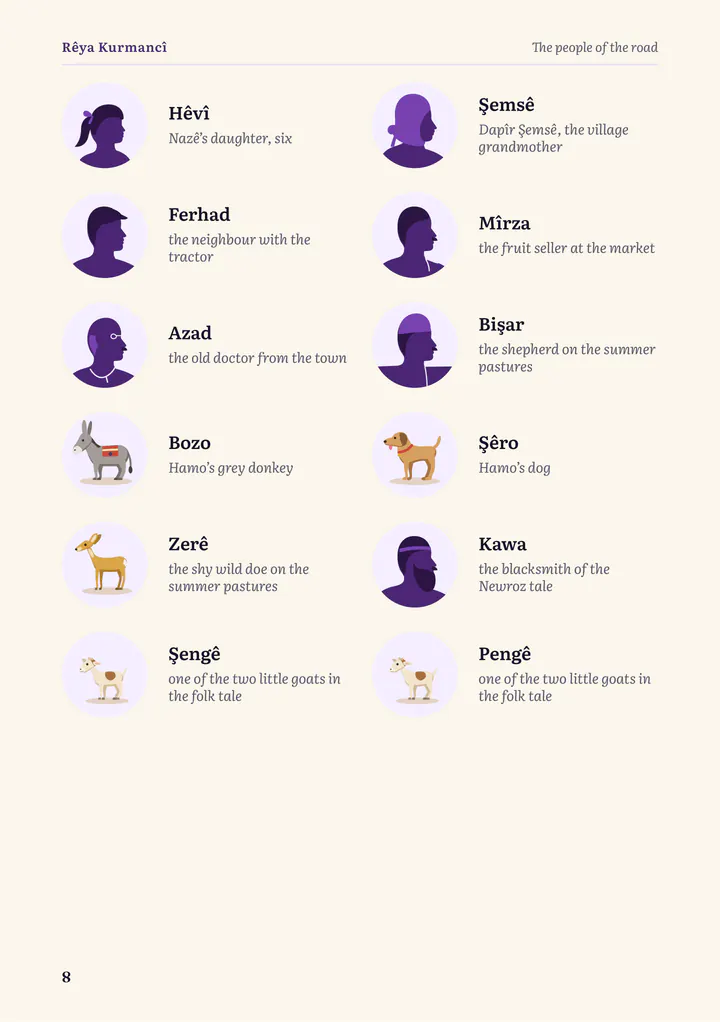 Rêya Kurmancî
The people of the road
Hêvî
Nazê’s daughter, six
Şemsê
Dapîr Şemsê, the village
grandmother
Ferhad
the neighbour with the
tractor
Mîrza
the fruit seller at the market
Azad
the old doctor from the town
Bişar
the shepherd on the summer
pastures
Bozo
Hamo’s grey donkey
Şêro
Hamo’s dog
Zerê
the shy wild doe on the
summer pastures
Kawa
the blacksmith of the
Newroz tale
Şengê
one of the two little goats in
the folk tale
Pengê
one of the two little goats in
the folk tale
8